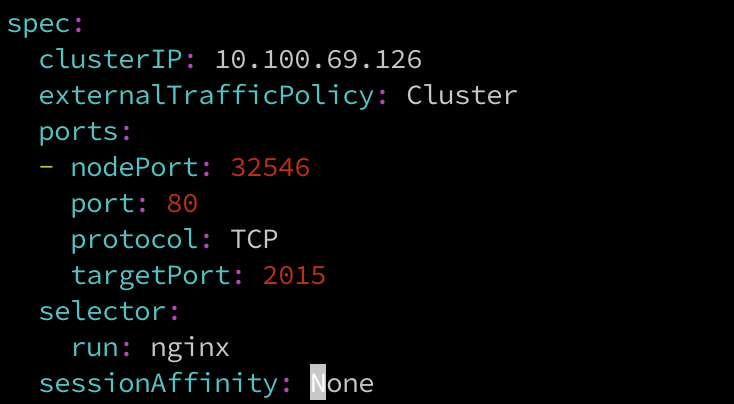 spec:
  clusterIP: 10.100.69.126
  externalTrafficPolicy: Cluster
  ports:
  - nodePort: 32546
    port: 80
    protocol: TCP
    targetPort: 2015
  selector:
    run: nginx
  sessionAffinity: None